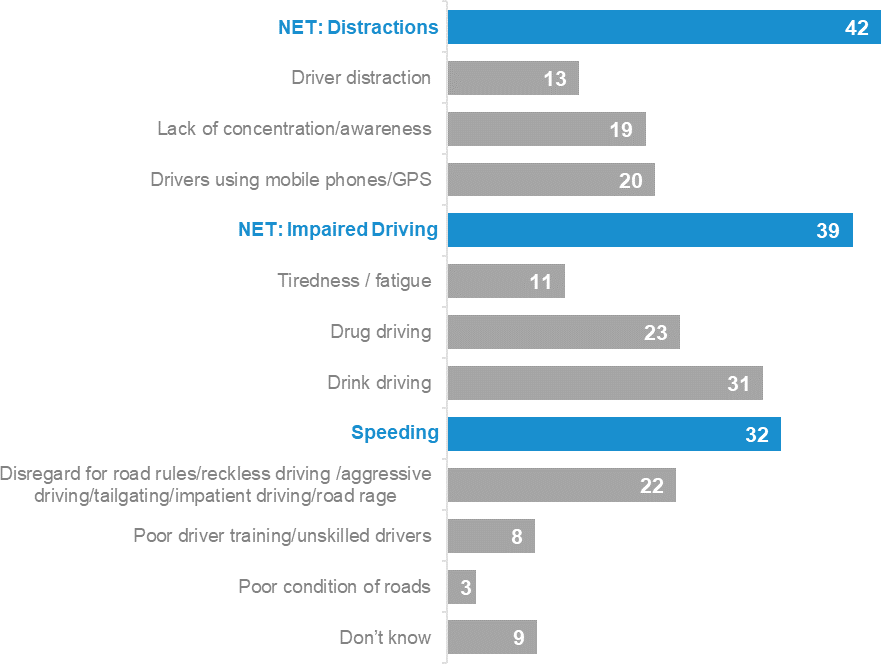 NET: Distractions 42
Driver distraction 13
Lack of concentration/awareness 19
Drivers using mobile phones/GPS 20
NET: Impaired Driving 39
Tiredness / fatigue 11
Drug driving 23
Drink driving 31
Speeding 32
Disregard for road rules/reckless driving /aggressive
driving/tailgating/impatient driving/road rage 22
Poor driver training/unskilled drivers 8
Poor condition of roads 3
Don’t know 9